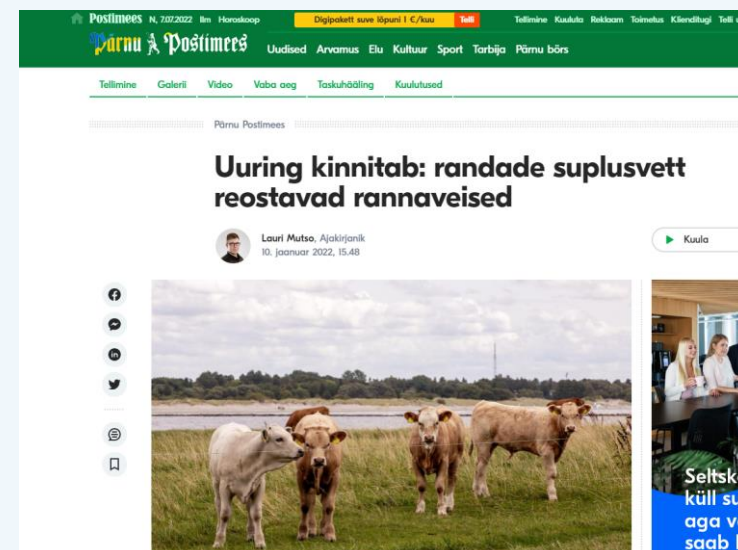 Postimees N, 7.07.2022 Ilm Horoskoop Digipakett suve lõpuni 1 €/kuu Telli Tellimine Kuuluta Reklaam Toimetus Klienditugi Telli
Pärnu Postimees Uudised Arvamus Elu Kultuur Sport Tarbija Pärnu börs
Tellimine Galerii Video Vaba aeg Taskuhääling Kuulutused
Pärnu Postimees
Uuring kinnitab: randade suplusvett
reostavad rannaveised
Lauri Mutso, Ajakirjanik
10. jaanuar 2022, 15.48
Kuula
Seltsk
küll su
aga v
saab